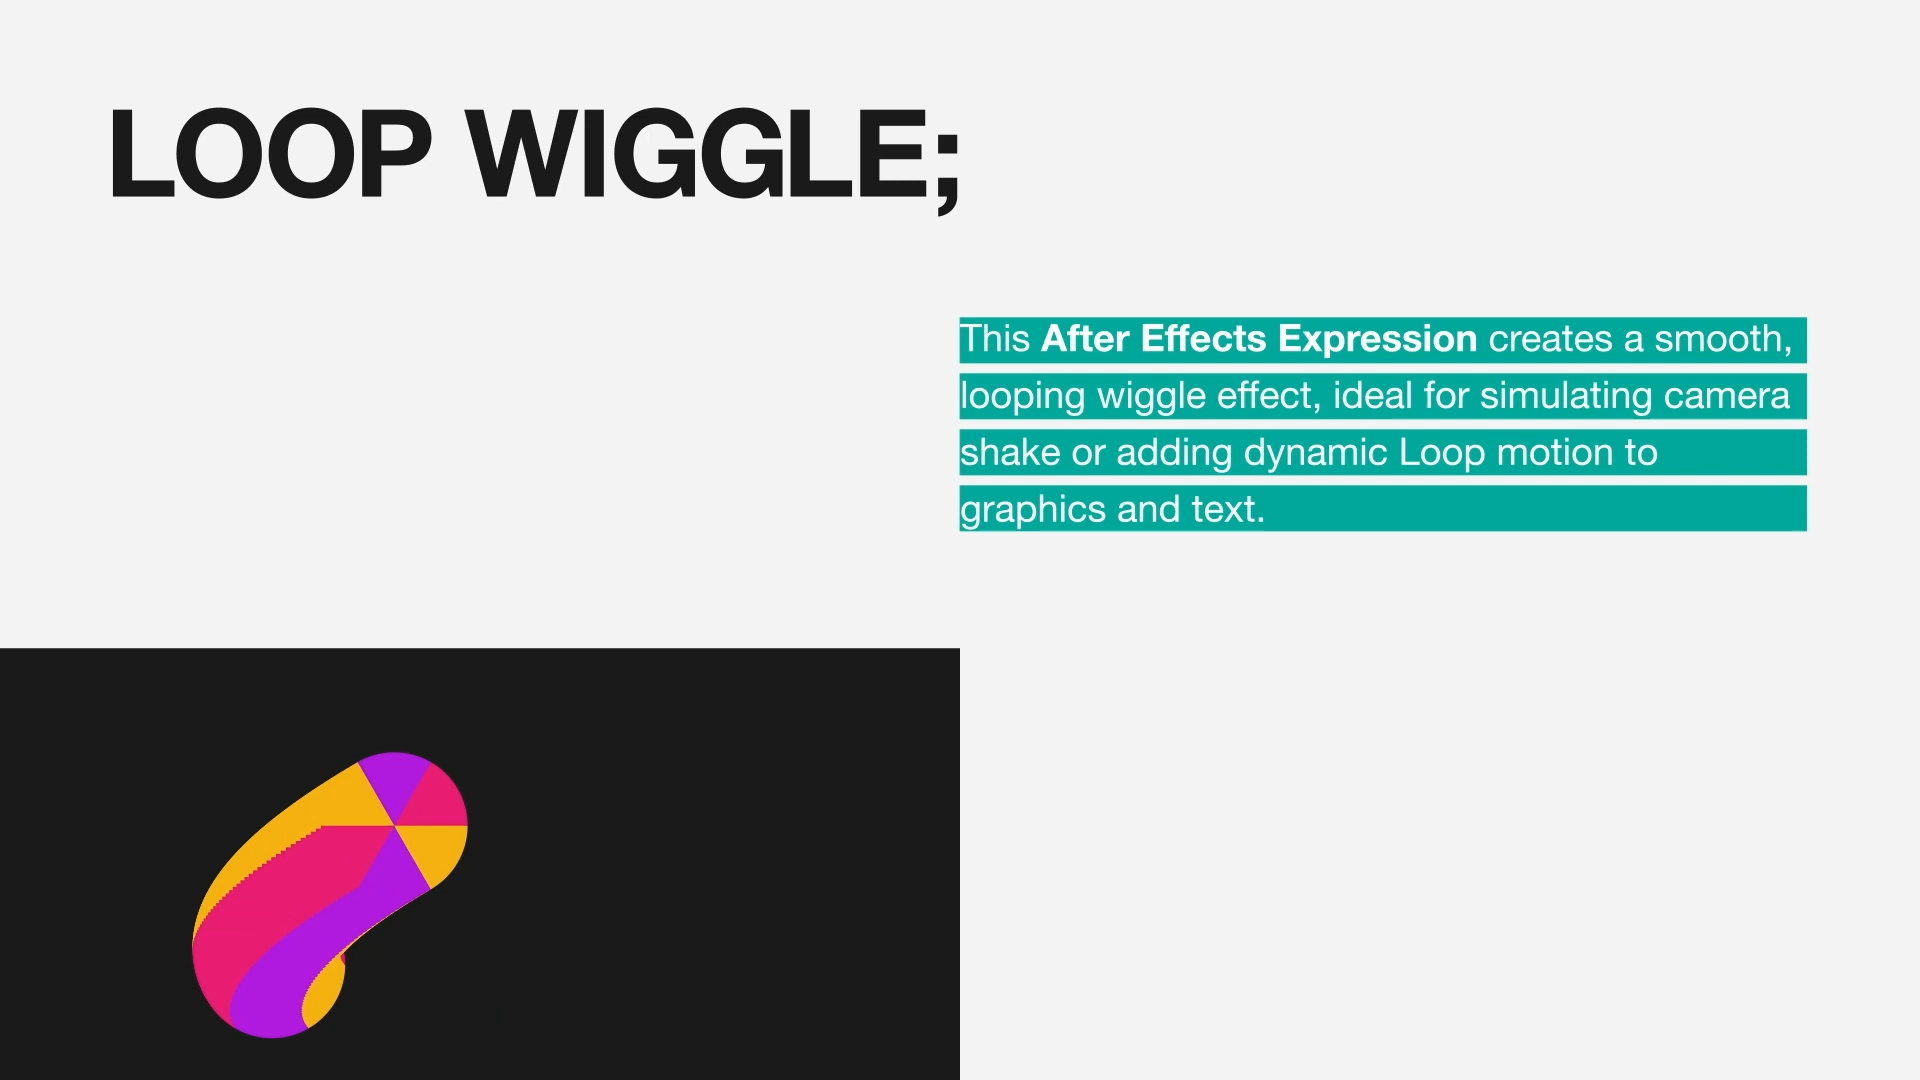 LOOP WIGGLE;
This After Effects Expression creates a smooth,
looping wiggle effect, ideal for simulating camera
shake or adding dynamic Loop motion to
graphics and text.